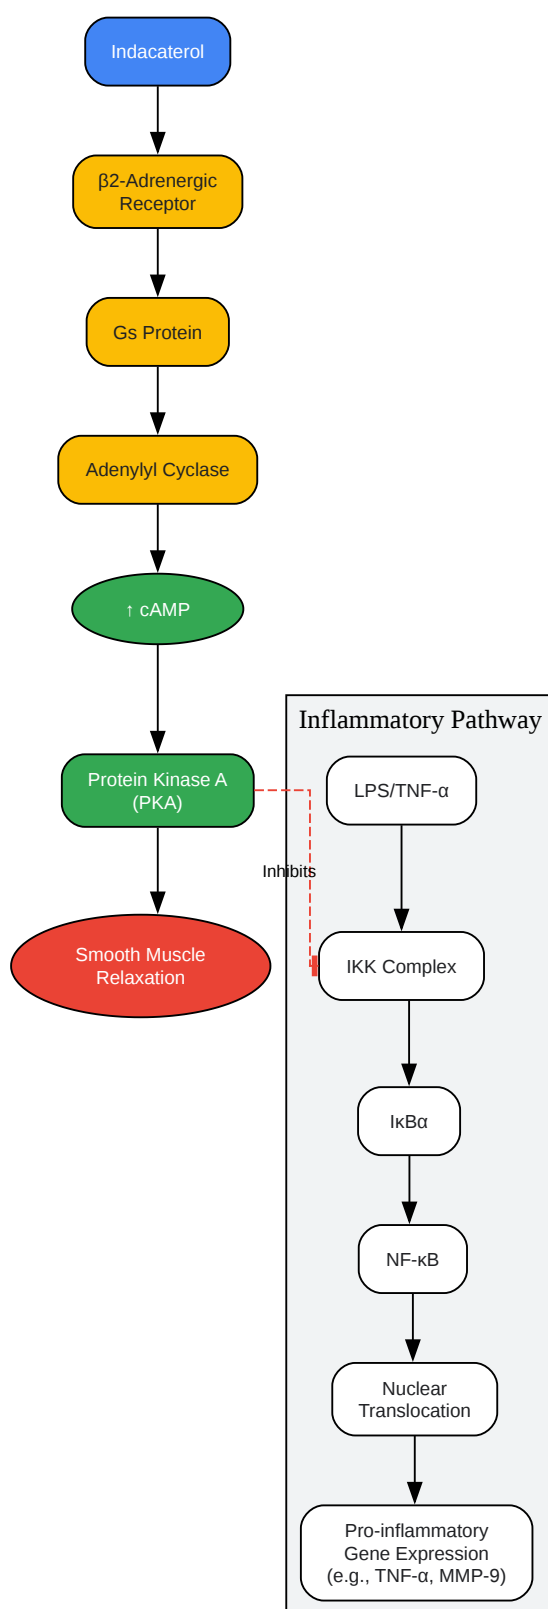 Indacaterol
β2-Adrenergic
Receptor
Gs Protein
Adenylyl Cyclase
↑ cAMP
Protein Kinase A
(PKA)
Smooth Muscle
Relaxation
Inhibits
Inflammatory Pathway
LPS/TNF-α
IKK Complex
IκBα
NF-κB
Nuclear
Translocation
Pro-inflammatory
Gene Expression
(e.g., TNF-α, MMP-9)